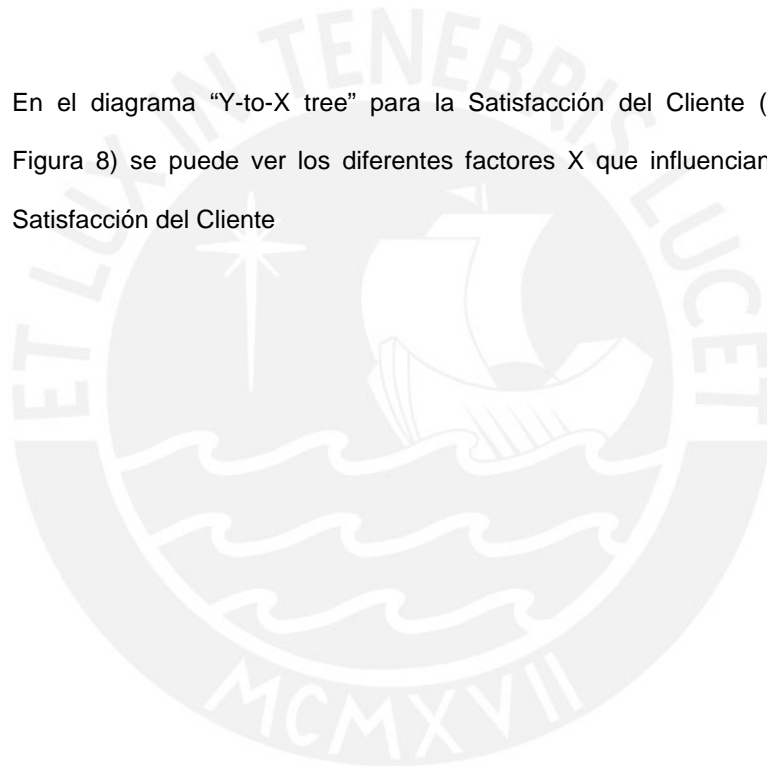 ET LUX IN TENEBRIS LUCET
En el diagrama “Y-to-X tree” para la Satisfacción del Cliente (
Figura 8) se puede ver los diferentes factores X que influencian
Satisfacción del Cliente
MCMXVII